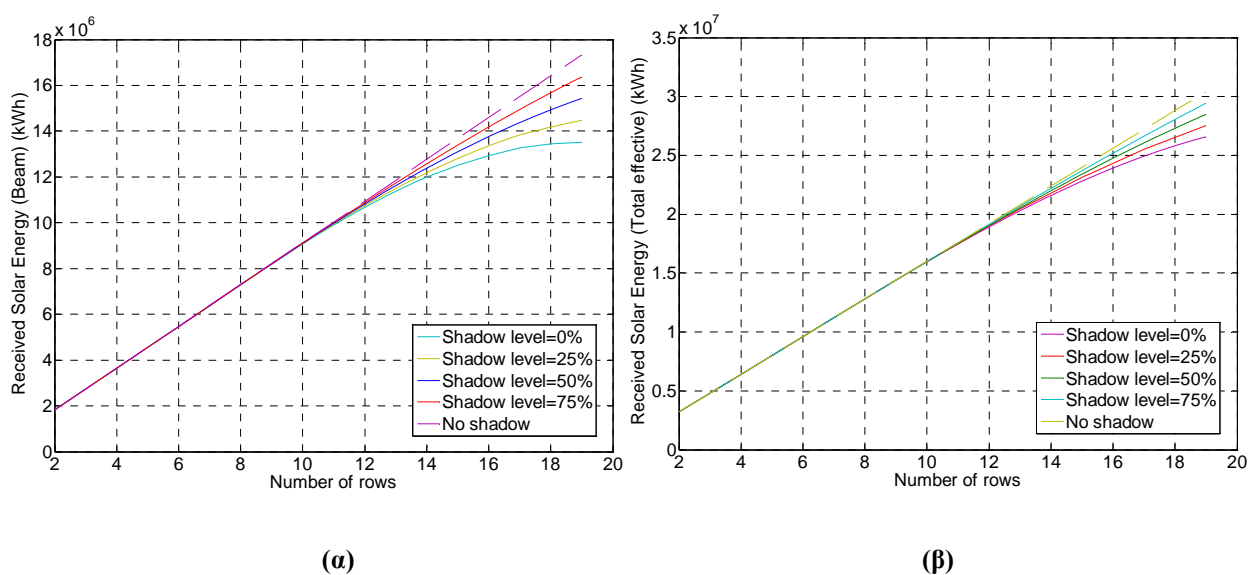 x 10^6
18
16
14
12
10
8
6
4
2
0
Received Solar Energy (Beam) (kWh)
2 4 6 8 10 12 14 16 18 20
Number of rows
Shadow level=0%
Shadow level=25%
Shadow level=50%
Shadow level=75%
No shadow
(α)
x 10^7
3.5
3
2.5
2
1.5
1
0.5
0
Received Solar Energy (Total effective) (kWh)
2 4 6 8 10 12 14 16 18 20
Number of rows
Shadow level=0%
Shadow level=25%
Shadow level=50%
Shadow level=75%
No shadow
(β)